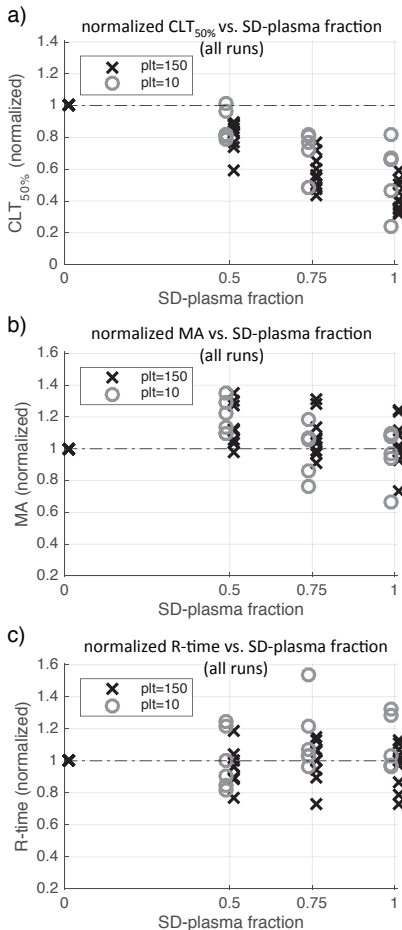 a)
normalized CLT50% vs. SD-plasma fraction
(all runs)
1.4
1.2
1
0.8
0.6
0.4
0.2
0
CLT50% (normalized)
plt=150
plt=10
0
0.5
0.75
1
SD-plasma fraction
b)
normalized MA vs. SD-plasma fraction
(all runs)
1.6
1.4
1.2
1
0.8
0.6
0.4
0.2
MA (normalized)
plt=150
plt=10
0
0.5
0.75
1
SD-plasma fraction
c)
normalized R-time vs. SD-plasma fraction
(all runs)
1.6
1.4
1.2
1
0.8
0.6
0.4
0.2
R-time (normalized)
plt=150
plt=10
0
0.5
0.75
1
SD-plasma fraction